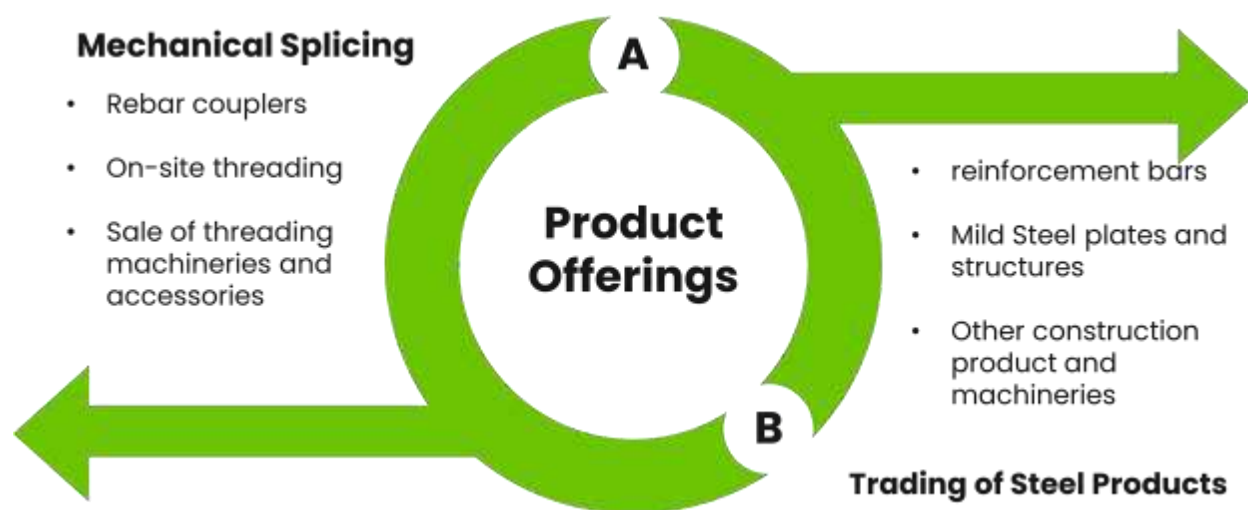 Mechanical Splicing
• Rebar couplers
• On-site threading
• Sale of threading
machineries and
accessories
A
Product
Offerings
B
• reinforcement bars
• Mild Steel plates and
structures
• Other construction
product and
machineries
Trading of Steel Products